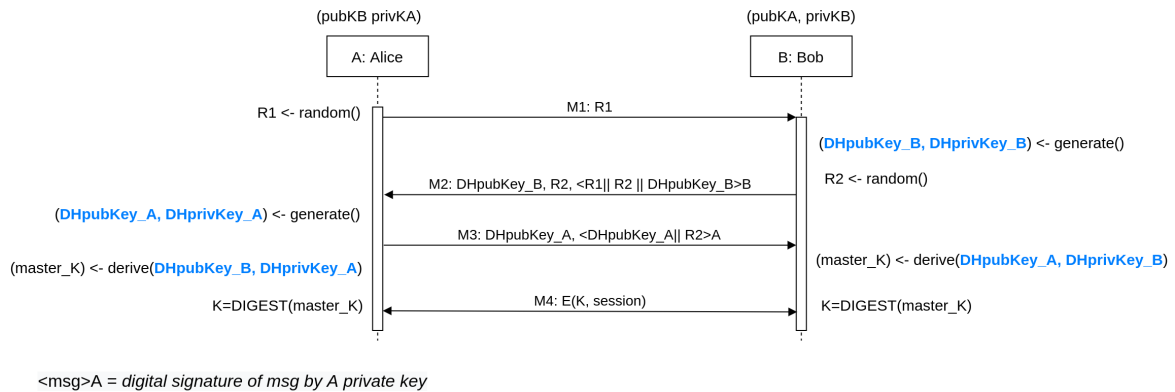 (pubKB privKA)
(pubKA, privKB)
A: Alice
B: Bob
R1 <- random()
M1: R1
(DHpubKey_B, DHprivKey_B) <- generate()
R2 <- random()
M2: DHpubKey_B, R2, <R1|| R2 || DHpubKey_B>B
(DHpubKey_A, DHprivKey_A) <- generate()
M3: DHpubKey_A, <DHpubKey_A|| R2>A
(master_K) <- derive(DHpubKey_B, DHprivKey_A)
(master_K) <- derive(DHpubKey_A, DHprivKey_B)
K=DIGEST(master_K)
M4: E(K, session)
K=DIGEST(master_K)
<msg>A = digital signature of msg by A private key